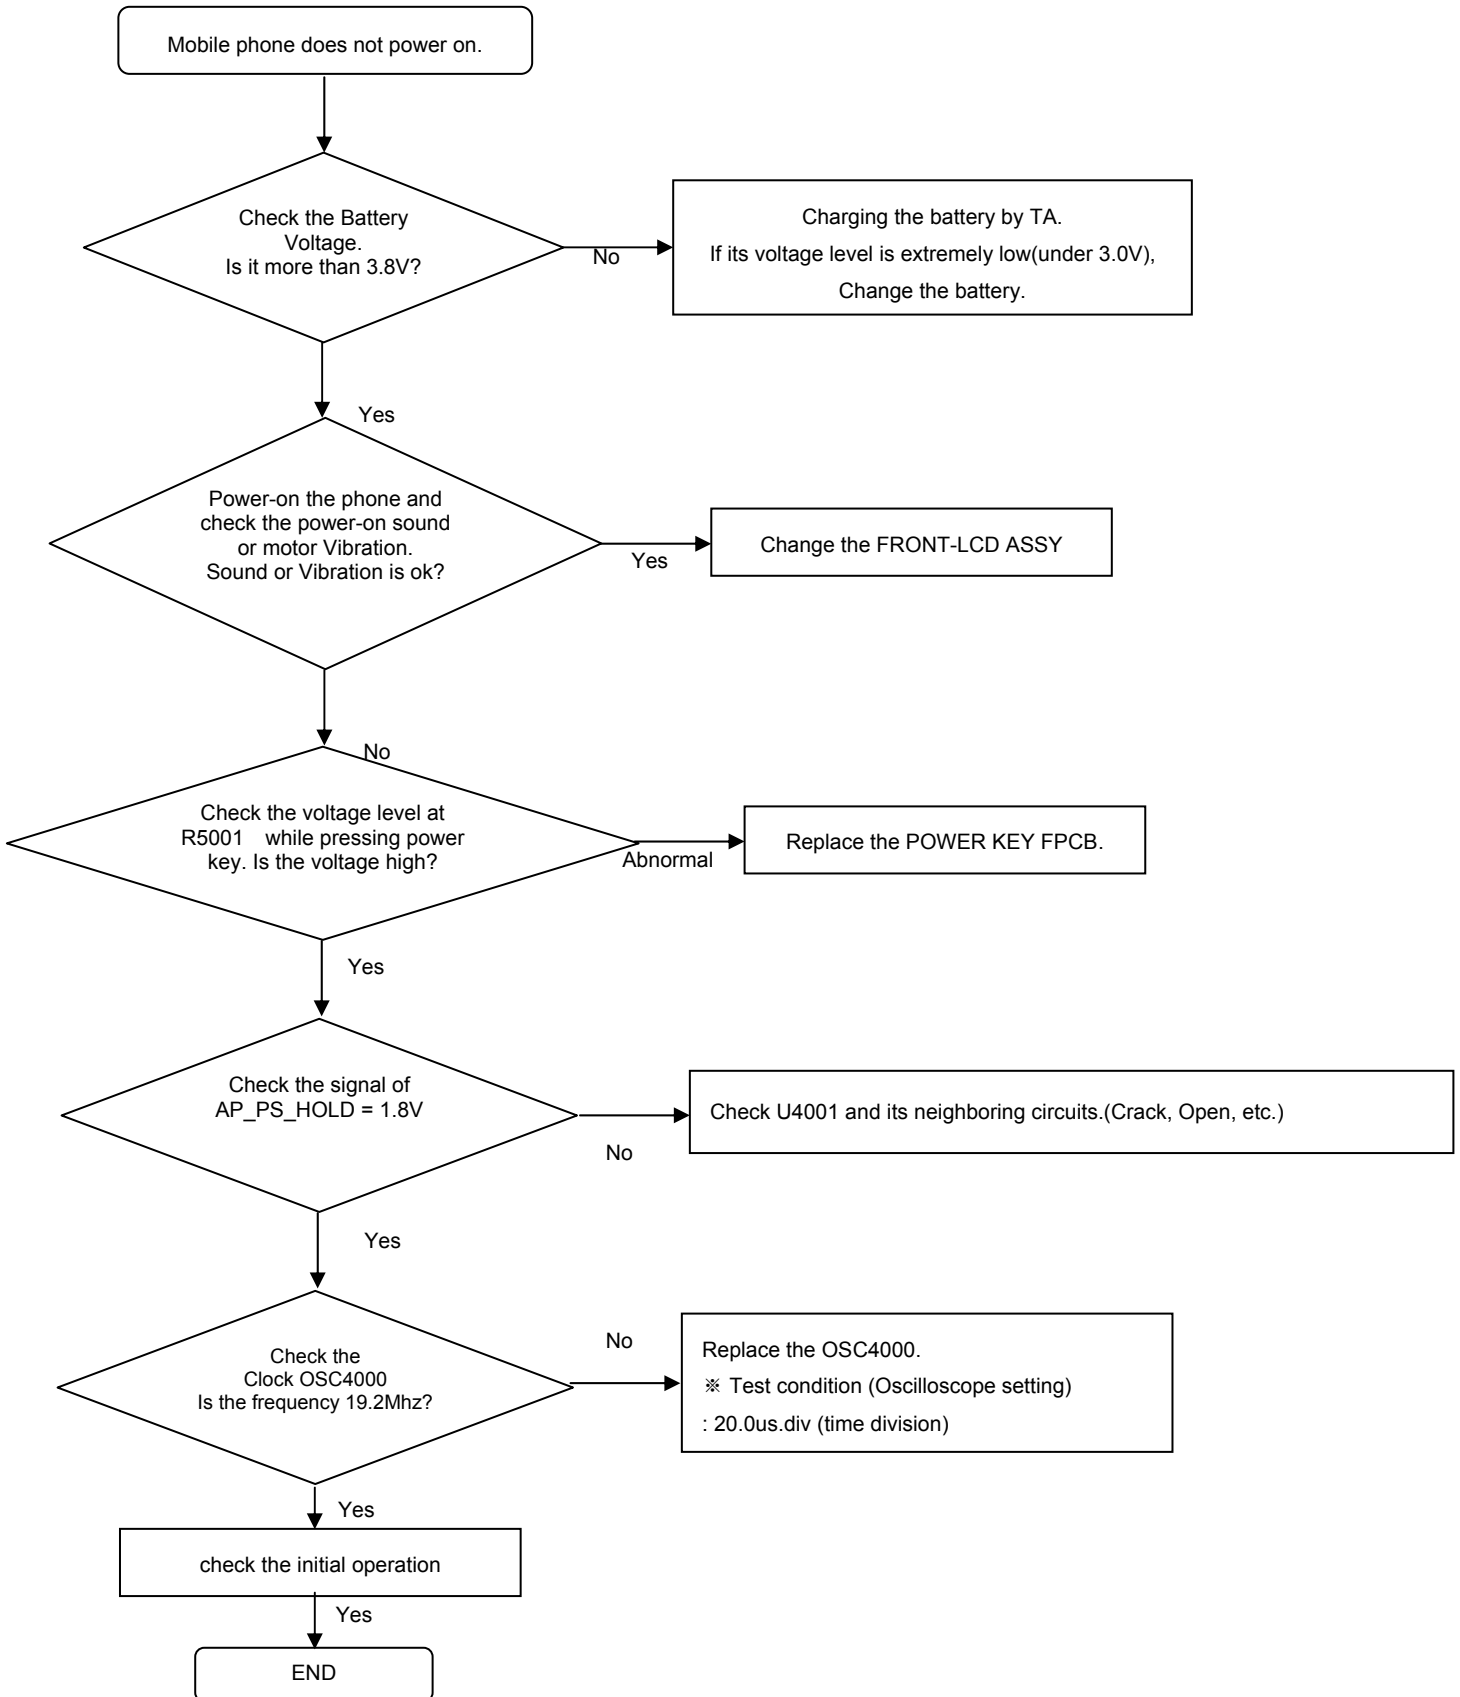 Mobile phone does not power on.
Check the Battery
Voltage.
Is it more than 3.8V?
No
Charging the battery by TA.
If its voltage level is extremely low(under 3.0V),
Change the battery.
Yes
Power-on the phone and
check the power-on sound
or motor Vibration.
Sound or Vibration is ok?
Yes
Change the FRONT-LCD ASSY
No
Check the voltage level at
R5001 while pressing power
key. Is the voltage high?
Abnormal
Replace the POWER KEY FPCB.
Yes
Check the signal of
AP_PS_HOLD = 1.8V
No
Check U4001 and its neighboring circuits.(Crack, Open, etc.)
Yes
Check the
Clock OSC4000
Is the frequency 19.2Mhz?
No
Replace the OSC4000.
※ Test condition (Oscilloscope setting)
: 20.0us.div (time division)
Yes
check the initial operation
Yes
END